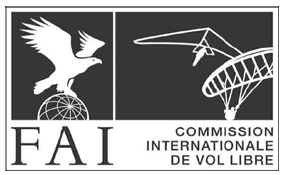 FAI
COMMISSION
INTERNATIONALE
DE VOL LIBRE